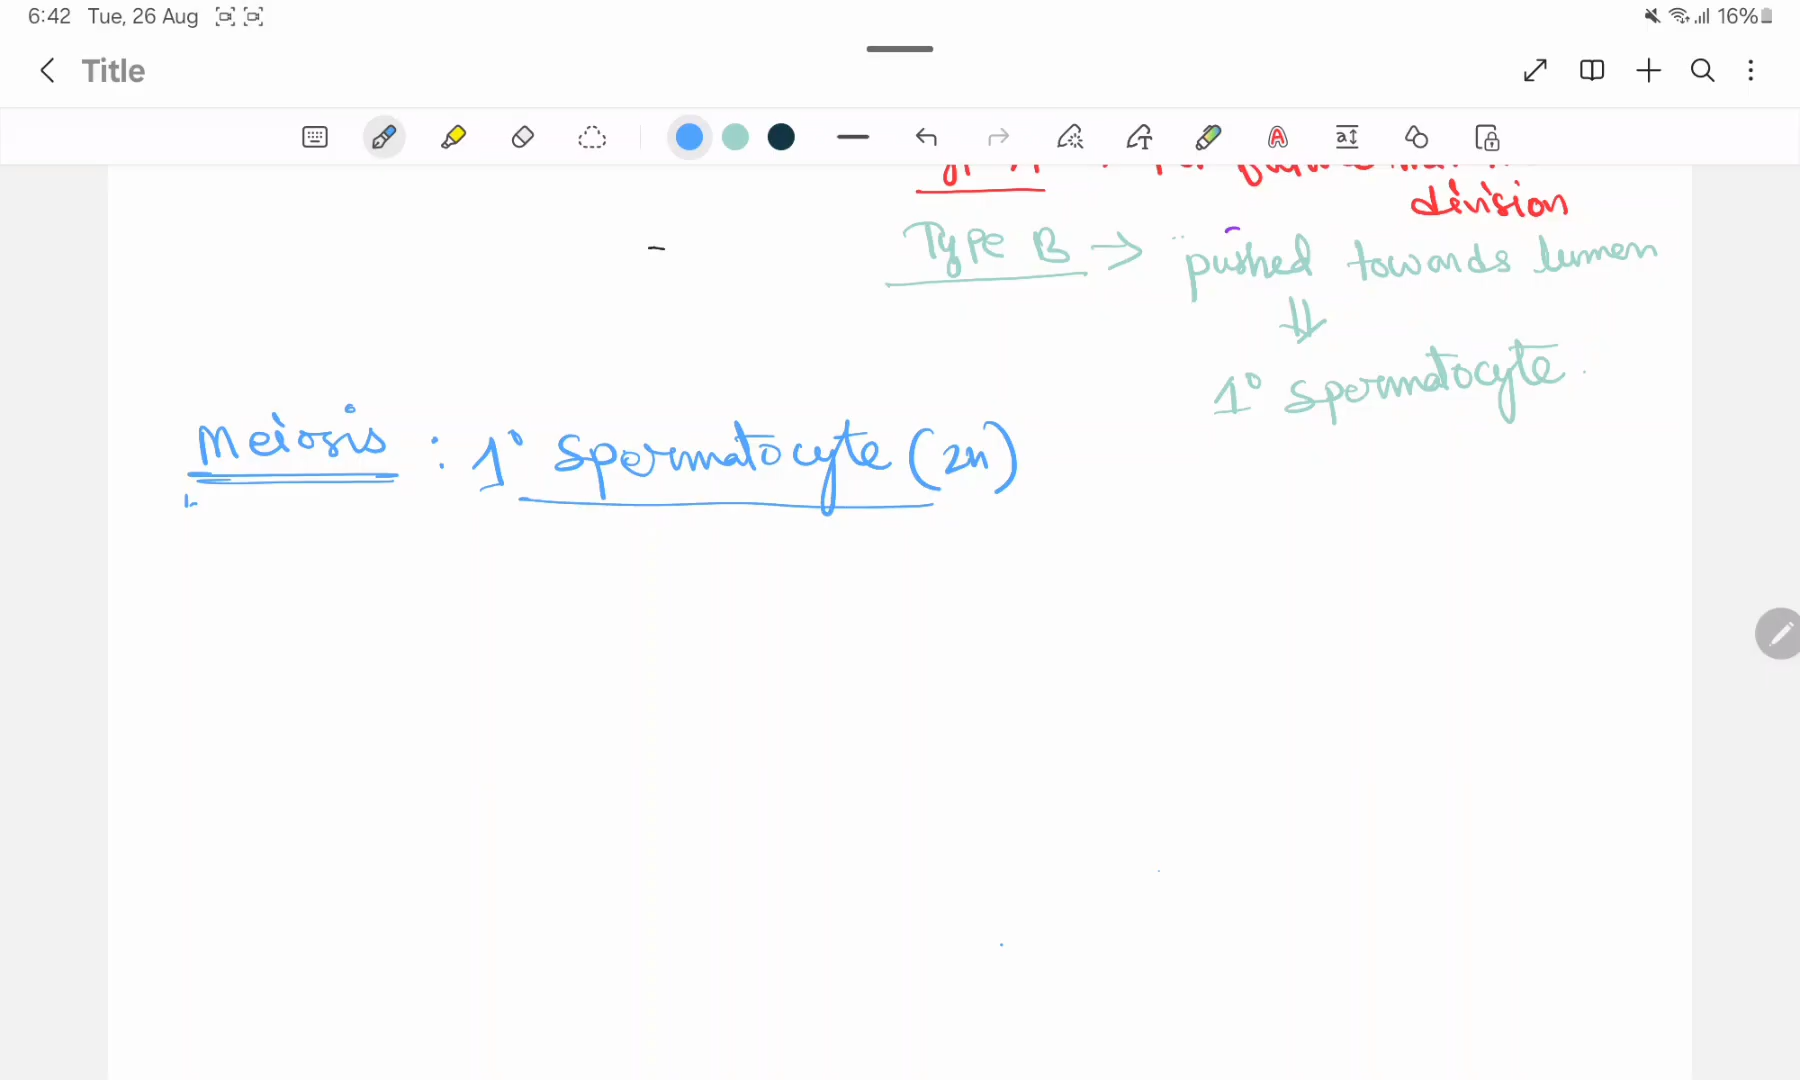 6:42 Tue, 26 Aug 16%
Title
division
Type B → pushed towards lumen
1° spermatocyte
Meiosis : 1° spermatocyte (2n)